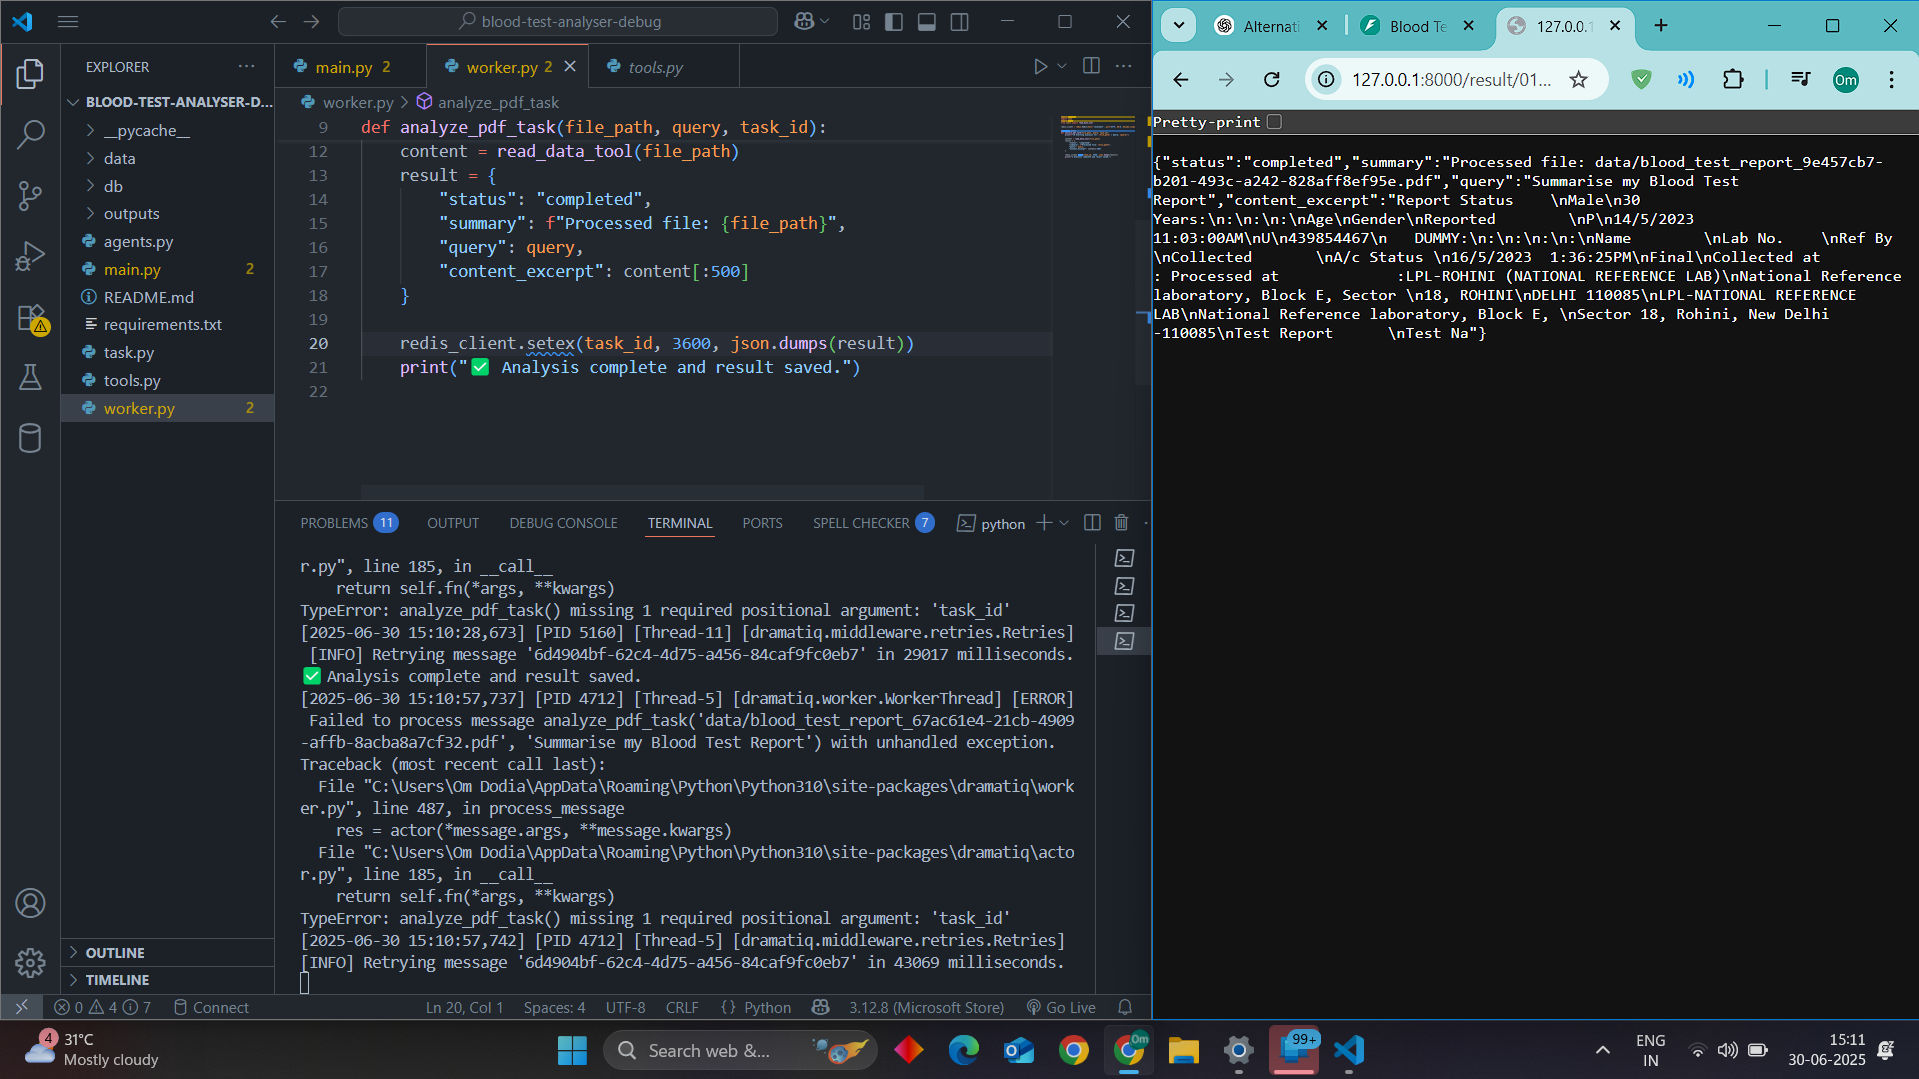 blood-test-analyser-debug
EXPLORER
BLOOD-TEST-ANALYSER-D...
__pycache__
data
db
outputs
agents.py
main.py 2
README.md
requirements.txt
task.py
tools.py
worker.py 2
OUTLINE
TIMELINE
main.py 2
worker.py 2
tools.py
worker.py > analyze_pdf_task
9 def analyze_pdf_task(file_path, query, task_id):
12 content = read_data_tool(file_path)
13 result = {
14 "status": "completed",
15 "summary": f"Processed file: {file_path}",
16 "query": query,
17 "content_excerpt": content[:500]
18 }
19
20 redis_client.setex(task_id, 3600, json.dumps(result))
21 print("✅ Analysis complete and result saved.")
22
PROBLEMS 11 OUTPUT DEBUG CONSOLE TERMINAL PORTS SPELL CHECKER 7 python
r.py", line 185, in __call__
return self.fn(*args, **kwargs)
TypeError: analyze_pdf_task() missing 1 required positional argument: 'task_id'
[2025-06-30 15:10:28,673] [PID 5160] [Thread-11] [dramatiq.middleware.retries.Retries]
[INFO] Retrying message '6d4904bf-62c4-4d75-a456-84caf9fc0eb7' in 29017 milliseconds.
✅ Analysis complete and result saved.
[2025-06-30 15:10:57,737] [PID 4712] [Thread-5] [dramatiq.worker.WorkerThread] [ERROR]
Failed to process message analyze_pdf_task('data/blood_test_report_67ac61e4-21cb-4909
-affb-8acba8a7cf32.pdf', 'Summarise my Blood Test Report') with unhandled exception.
Traceback (most recent call last):
File "C:\Users\Om Dodia\AppData\Roaming\Python\Python310\site-packages\dramatiq\work
er.py", line 487, in process_message
res = actor(*message.args, **message.kwargs)
File "C:\Users\Om Dodia\AppData\Roaming\Python\Python310\site-packages\dramatiq\acto
r.py", line 185, in __call__
return self.fn(*args, **kwargs)
TypeError: analyze_pdf_task() missing 1 required positional argument: 'task_id'
[2025-06-30 15:10:57,742] [PID 4712] [Thread-5] [dramatiq.middleware.retries.Retries]
[INFO] Retrying message '6d4904bf-62c4-4d75-a456-84caf9fc0eb7' in 43069 milliseconds.
0 4 7 Connect Ln 20, Col 1 Spaces: 4 UTF-8 CRLF {} Python 3.12.8 (Microsoft Store) Go Live
Alternati Blood Te 127.0.0.1
127.0.0.1:8000/result/01... Om
Pretty-print
{"status":"completed","summary":"Processed file: data/blood_test_report_9e457cb7-
b201-493c-a242-828aff8ef95e.pdf","query":"Summarise my Blood Test
Report","content_excerpt":"Report Status \nMale\n30
Years:\n:\n:\n:\nAge\nGender\nReported \nP\n14/5/2023
11:03:00AM\nU\n439854467\n DUMMY:\n:\n:\n:\n:\nName \nLab No. \nRef By
\nCollected \nA/c Status \n16/5/2023 1:36:25PM\nFinal\nCollected at
: Processed at :LPL-ROHINI (NATIONAL REFERENCE LAB)\nNational Reference
laboratory, Block E, Sector \n18, ROHINI\nDELHI 110085\nLPL-NATIONAL REFERENCE
LAB\nNational Reference laboratory, Block E, \nSector 18, Rohini, New Delhi
-110085\nTest Report \nTest Na"}
4 31°C
Mostly cloudy
Search web &...
Om
99+
ENG
IN
15:11
30-06-2025